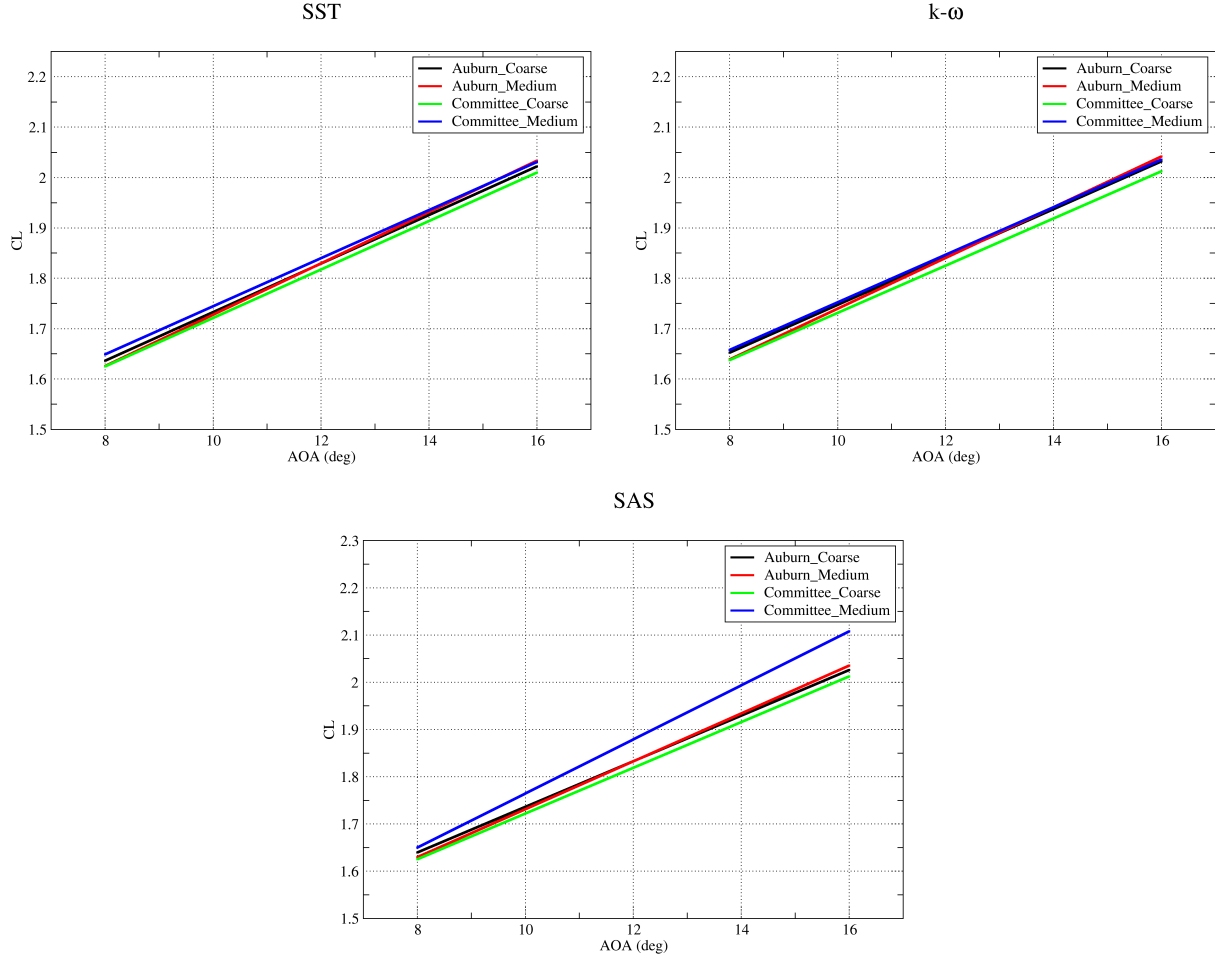 SST
2.2
2.1
2
1.9
1.8
1.7
1.6
1.5
CL
8 10 12 14 16
AOA (deg)
Auburn_Coarse
Auburn_Medium
Committee_Coarse
Committee_Medium
k-ω
2.2
2.1
2
1.9
1.8
1.7
1.6
1.5
CL
8 10 12 14 16
AOA (deg)
Auburn_Coarse
Auburn_Medium
Committee_Coarse
Committee_Medium
SAS
2.3
2.2
2.1
2
1.9
1.8
1.7
1.6
1.5
CL
8 10 12 14 16
AOA (deg)
Auburn_Coarse
Auburn_Medium
Committee_Coarse
Committee_Medium